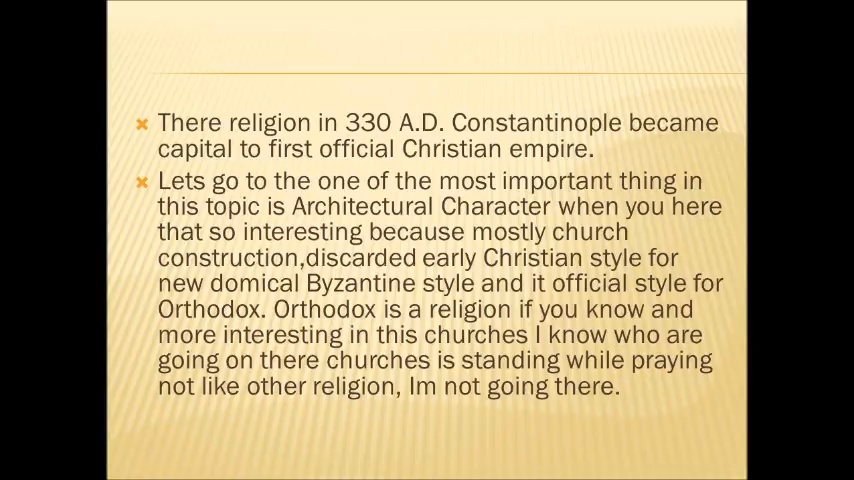 There religion in 330 A.D. Constantinople became
capital to first official Christian empire.
Lets go to the one of the most important thing in
this topic is Architectural Character when you here
that so interesting because mostly church
construction,discarded early Christian style for
new domical Byzantine style and it official style for
Orthodox. Orthodox is a religion if you know and
more interesting in this churches I know who are
going on there churches is standing while praying
not like other religion, Im not going there.